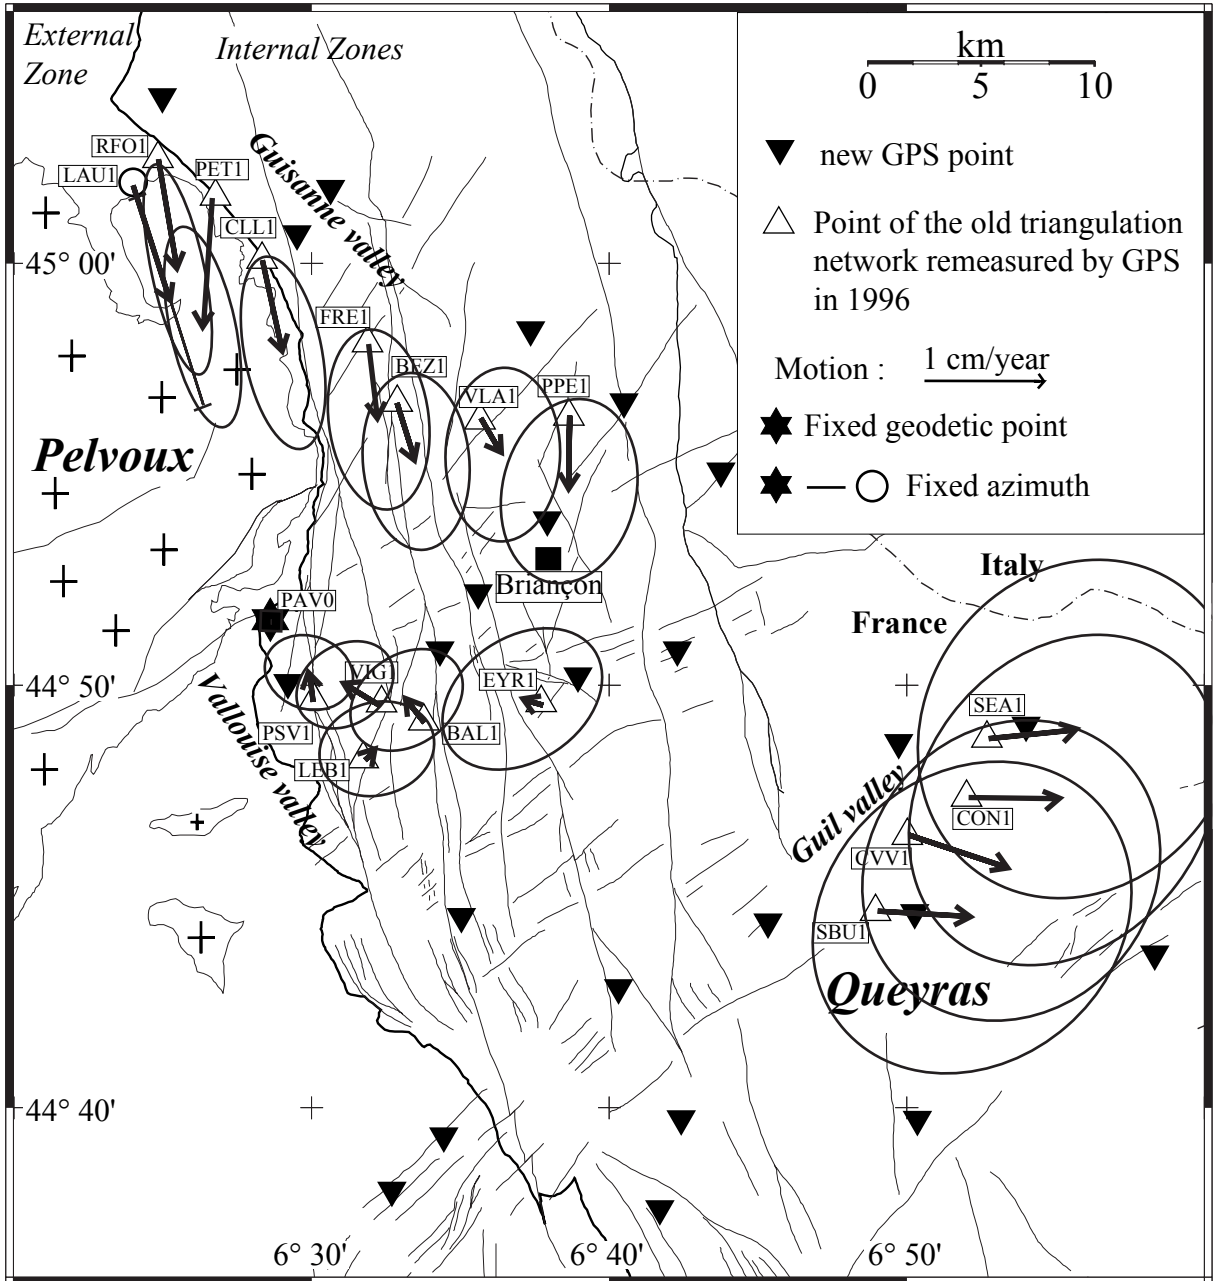 External
Zone
Internal Zones
km
0 5 10
new GPS point
Point of the old triangulation
network remeasured by GPS
in 1996
Motion : 1 cm/year
Fixed geodetic point
Fixed azimuth
RFO1
LAU1
PET1
CLL1
Guisanne valley
45° 00'
FRE1
BEZ1
VLA1
PPE1
Pelvoux
Briançon
Italy
France
PAV0
VIG1
EYR1
44° 50'
PSV1
BAL1
LEB1
Vallouise valley
SEA1
CON1
Guil valley
CVV1
SBU1
Queyras
44° 40'
6° 30' 6° 40' 6° 50'